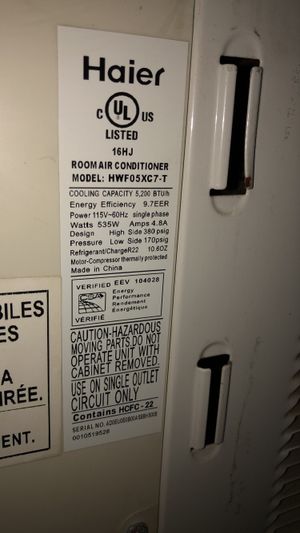 Haier
C UL US
LISTED
16HJ
ROOM AIR CONDITIONER
MODEL: HWF05XC7-T
COOLING CAPACITY 5,200 BTU/h
Energy Efficiency 9.7EER
Power 115V~60Hz single phase
Watts 535W Amps 4.8A
Design High Side 380 psig
Pressure Low Side 170psig
Refrigerant/ChargeR22 10.6OZ
Motor-Compressor thermally protected
Made in China
VERIFIED EEV 104028
Energy
Performance
Rendement
Énergétique
VÉRIFIÉ
CAUTION-HAZARDOUS
MOVING PARTS,DO NOT
OPERATE UNIT WITH
CABINET REMOVED.
USE ON SINGLE OUTLET
CIRCUIT ONLY
Contains HCFC - 22
SERIAL NO.
0010519528
BILES
ES
A
IRÉE.
ENT.